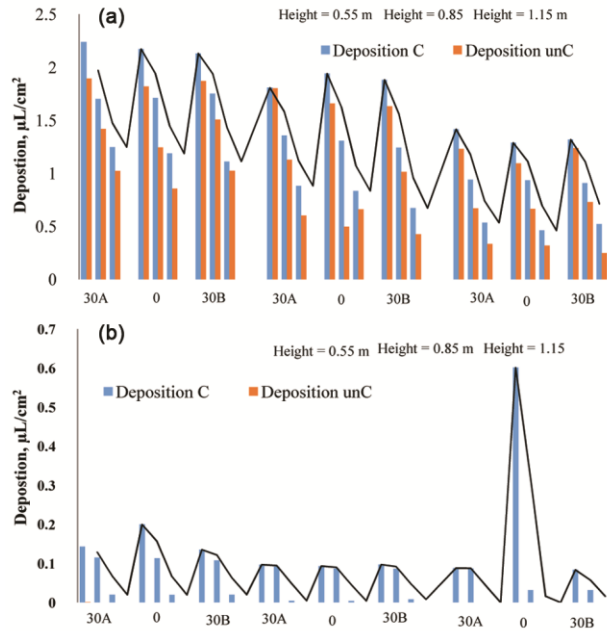 (a)
Height = 0.55 m Height = 0.85 Height = 1.15 m
Deposition C Deposition unC
Depostion, µL/cm²
2.5
2
1.5
1
0.5
0
30A 0 30B 30A 0 30B 30A 0 30B
(b)
Height = 0.55 m Height = 0.85 m Height = 1.15
Deposition C Deposition unC
Depostion, µL/cm²
0.7
0.6
0.5
0.4
0.3
0.2
0.1
0
30A 0 30B 30A 0 30B 30A 0 30B